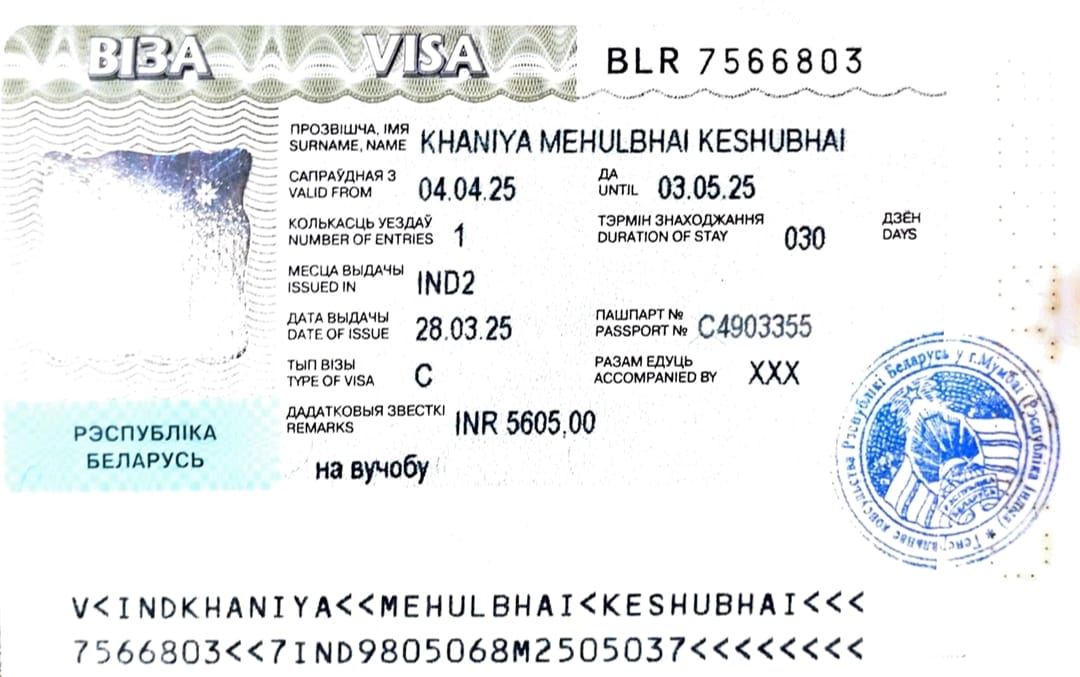 ВІЗА VISA BLR 7566803
ПРОЗВІШЧА, ІМЯ
SURNAME, NAME KHANIYA MEHULBHAI KESHUBHAI
САПРАЎДНАЯ З
VALID FROM 04.04.25
ДА
UNTIL 03.05.25
КОЛЬКАСЦЬ УЕЗДАЎ
NUMBER OF ENTRIES 1
ТЭРМІН ЗНАХОДЖАННЯ
DURATION OF STAY 030
ДЗЁН
DAYS
МЕСЦА ВЫДАЧЫ
ISSUED IN IND2
ДАТА ВЫДАЧЫ
DATE OF ISSUE 28.03.25
ПАШПАРТ №
PASSPORT № C4903355
ТЫП ВІЗЫ
TYPE OF VISA C
РАЗАМ ЕДУЦЬ
ACCOMPANIED BY XXX
ДАДАТКОВЫЯ ЗВЕСТКІ
REMARKS INR 5605,00
на вучобу
РЭСПУБЛІКА
БЕЛАРУСЬ
Генеральнае консульства Рэспублікі Беларусь у г.Мумбаі (Рэспубліка Індыя)
РЭСПУБЛІКА
БЕЛАРУСЬ
V<INDKHANIYA<<MEHULBHAI<KESHUBHAI<<<
7566803<<7IND9805068M2505037<<<<<<<<